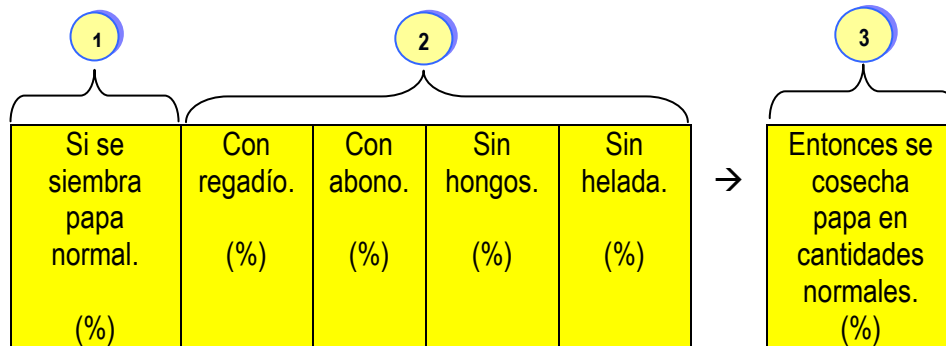 1
2
3
Si se
siembra
papa
normal.
(%)
Con
regadío.
(%)
Con
abono.
(%)
Sin
hongos.
(%)
Sin
helada.
(%)
→
Entonces se
cosecha
papa en
cantidades
normales.
(%)